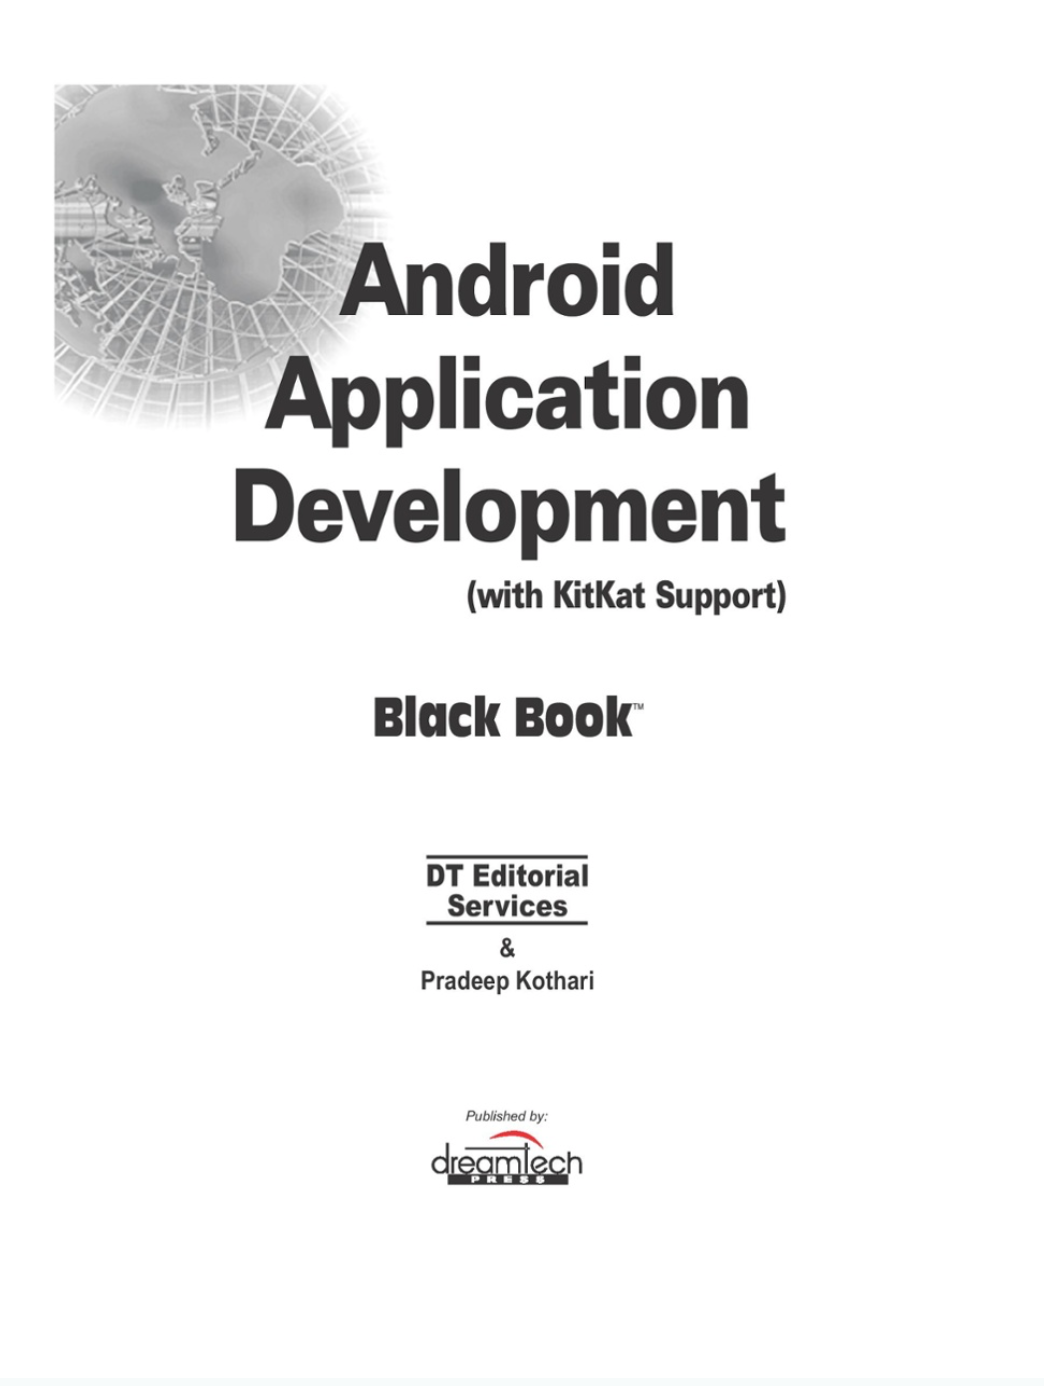 Android
Application
Development
(with KitKat Support)
Black Book™
DT Editorial
Services
&
Pradeep Kothari
Published by:
dreamtech
PRESS